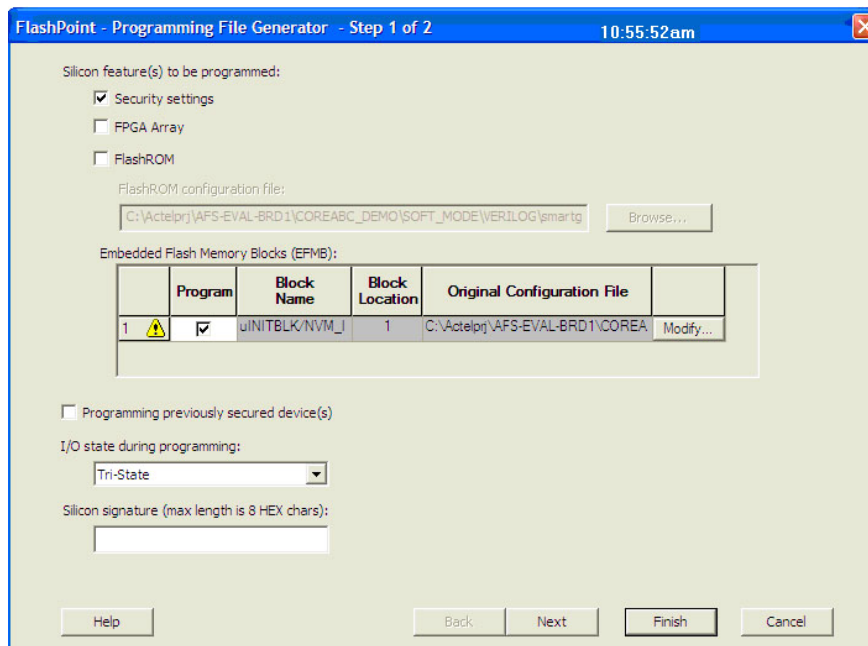 FlashPoint - Programming File Generator - Step 1 of 2 10:55:52am
Silicon feature(s) to be programmed:
Security settings
FPGA Array
FlashROM
FlashROM configuration file:
C:\Actelprj\AFS-EVAL-BRD1\COREABC_DEMO\SOFT_MODE\VERILOG\smartg Browse...
Embedded Flash Memory Blocks (EFMB):
Program Block Name Block Location Original Configuration File
1 uINITBLK/NVM_I 1 C:\Actelprj\AFS-EVAL-BRD1\COREA Modify...
Programming previously secured device(s)
I/O state during programming:
Tri-State
Silicon signature (max length is 8 HEX chars):
Help Back Next Finish Cancel